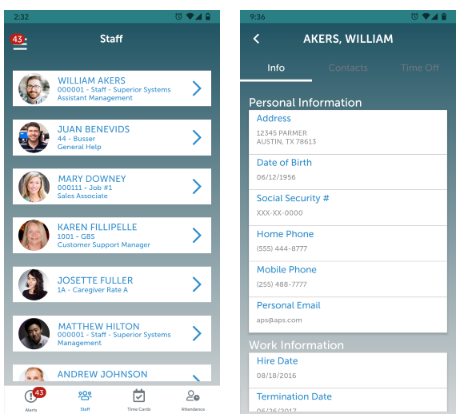 2:32
43
Staff
WILLIAM AKERS
000001 - Staff - Superior Systems
Assistant Management
JUAN BENEVIDS
44 - Busser
General Help
MARY DOWNEY
000111 - Job #1
Sales Associate
KAREN FILLIPELLE
1001 - GBS
Customer Support Manager
JOSETTE FULLER
1A - Caregiver Rate A
MATTHEW HILTON
000001 - Staff - Superior Systems
Management
ANDREW JOHNSON
43
Alerts
Staff
Time Cards
Attendance
9:36
AKERS, WILLIAM
Info
Contacts
Time Off
Personal Information
Address
12345 PARMER
AUSTIN, TX 78613
Date of Birth
06/12/1956
Social Security #
XXX-XX-0000
Home Phone
(555) 444-8777
Mobile Phone
(255) 488-7777
Personal Email
aps@aps.com
Work Information
Hire Date
08/18/2016
Termination Date
06/26/2017